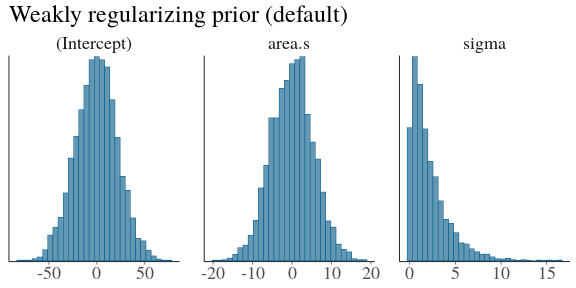 Weakly regularizing prior (default)
(Intercept) area.s sigma
-50 0 50 -20 -10 0 10 20 0 5 10 15